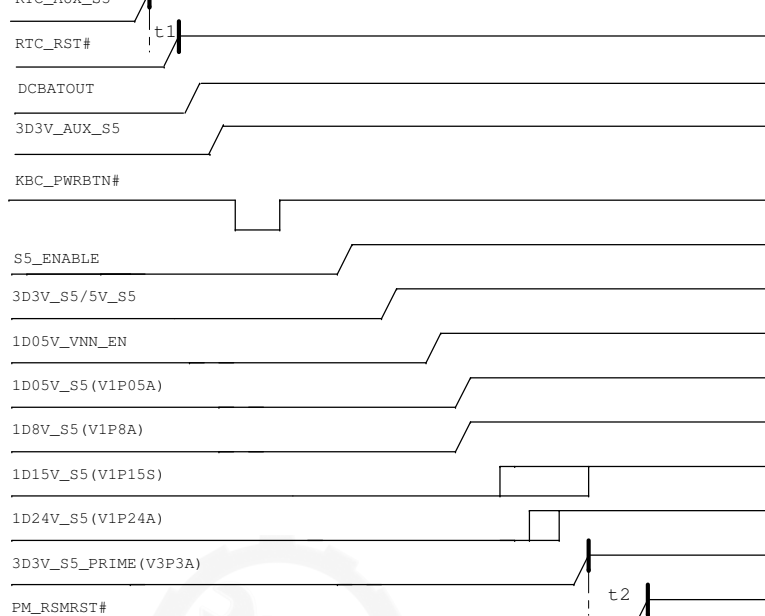 RTC_AUX_S5
t1
RTC_RST#
DCBATOUT
3D3V_AUX_S5
KBC_PWRBTN#
S5_ENABLE
3D3V_S5/5V_S5
1D05V_VNN_EN
1D05V_S5(V1P05A)
1D8V_S5(V1P8A)
1D15V_S5(V1P15S)
1D24V_S5(V1P24A)
3D3V_S5_PRIME(V3P3A)
t2
PM_RSMRST#